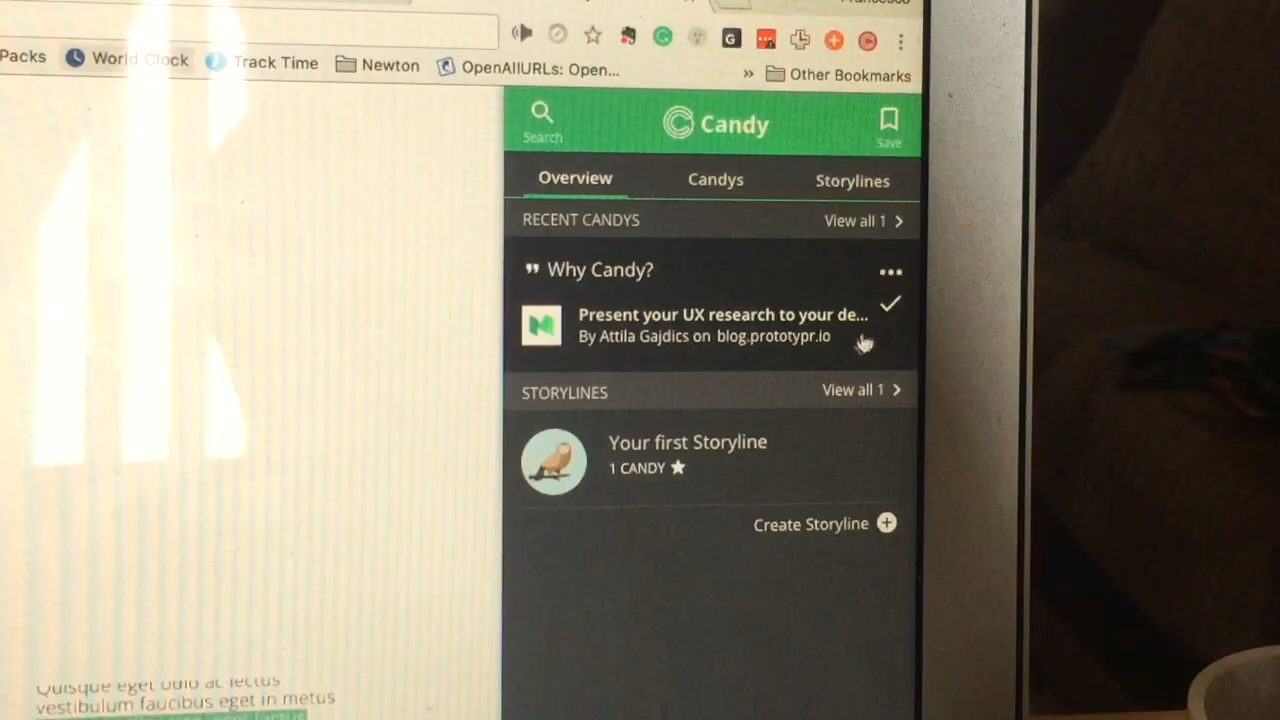 Packs
World Clock
Track Time
Newton
OpenAllURLs: Open...
»
Other Bookmarks
Search
Candy
Save
Overview
Candys
Storylines
RECENT CANDYS
View all 1
" Why Candy?
Present your UX research to your de...
By Attila Gajdics on blog.prototypr.io
STORYLINES
View all 1
Your first Storyline
1 CANDY
Create Storyline
Quisque eget odio at lectus
vestibulum faucibus eget in metus